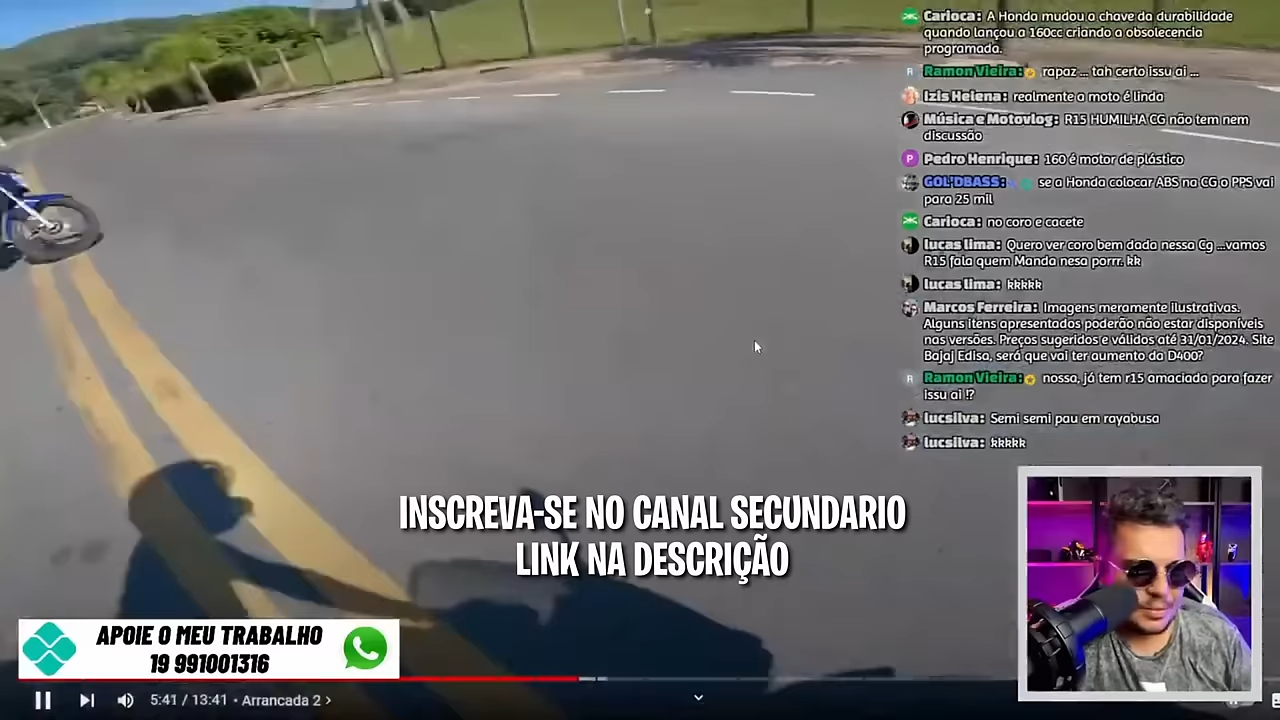 Carioca: A Honda mudou a chave da durabilidade
quando lançou a 160cc criando a obsolecencia
programada.
R Ramon Vieira: rapaz ... tah certo issu ai ...
Izis Helena: realmente a moto é linda
Música e Motovlog: R15 HUMILHA CG não tem nem
discussão
P Pedro Henrique: 160 é motor de plástico
GOL'DBASS: se a Honda colocar ABS na CG o PPS vai
para 25 mil
Carioca: no coro e cacete
lucas lima: Quero ver coro bem dada nessa Cg ...vamos
R15 fala quem Manda nesa porrr. kk
lucas lima: kkkkk
Marcos Ferreira: Imagens meramente ilustrativas.
Alguns itens apresentados poderão não estar disponíveis
nas versões. Preços sugeridos e válidos até 31/01/2024. Site
Bajaj Edisa, será que vai ter aumento da D400?
R Ramon Vieira: nossa, já tem r15 amaciada para fazer
issu ai !?
lucsilva: Semi semi pau em rayabusa
lucsilva: kkkkk
INSCREVA-SE NO CANAL SECUNDARIO
LINK NA DESCRIÇÃO
APOIE O MEU TRABALHO
19 991001316
5:41 / 13:41 • Arrancada 2 >